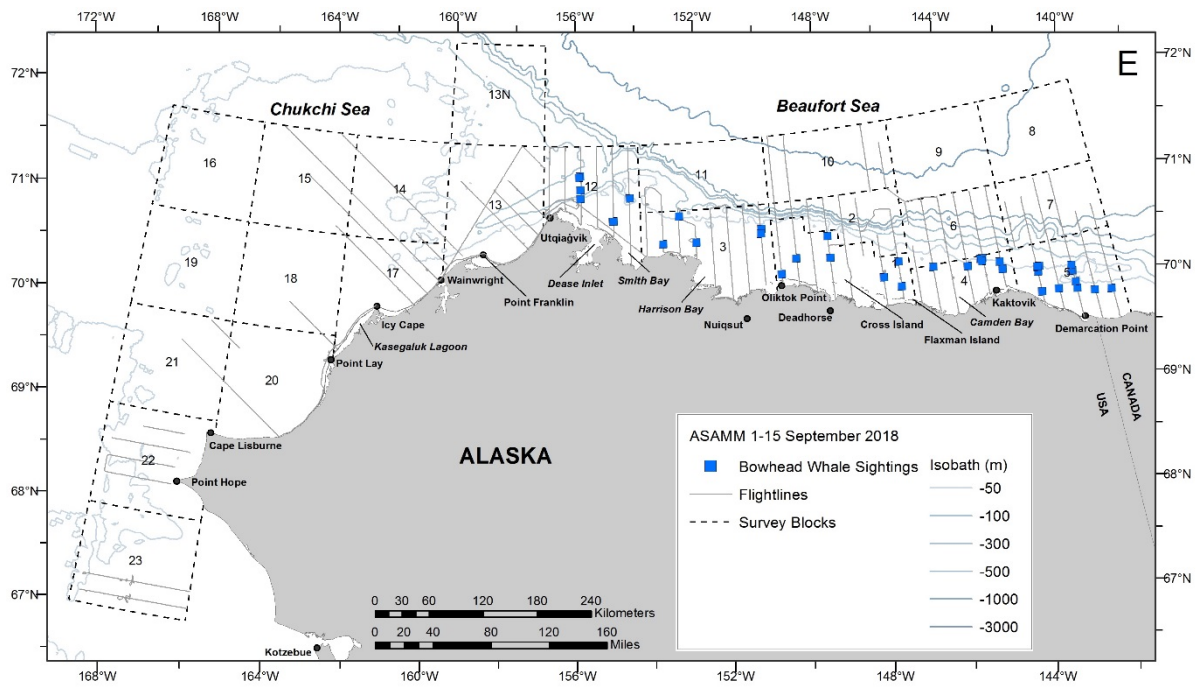 172°W 168°W 164°W 160°W 156°W 152°W 148°W 144°W 140°W
E
72°N 72°N
13N
Chukchi Sea Beaufort Sea
8
16 9
10
71°N 71°N
15 14 11
12
13 7
2 6
Utqiaġvik
19 18 3
17 Dease Inlet Smith Bay 5
70°N 70°N
Wainwright 4
Point Franklin Harrison Bay Oliktok Point Kaktovik
Icy Cape Nuiqsut Deadhorse Cross Island Camden Bay Demarcation Point
Kasegaluk Lagoon Flaxman Island
21 20 Point Lay
69°N 69°N
USA CANADA
Cape Lisburne
ALASKA
22
68°N Point Hope 68°N
23
67°N 67°N
Kotzebue
ASAMM 1-15 September 2018
Bowhead Whale Sightings
Flightlines
Survey Blocks
Isobath (m)
-50
-100
-300
-500
-1000
-3000
0 30 60 120 180 240
Kilometers
0 20 40 80 120 160
Miles
168°W 164°W 160°W 156°W 152°W 148°W 144°W 140°W